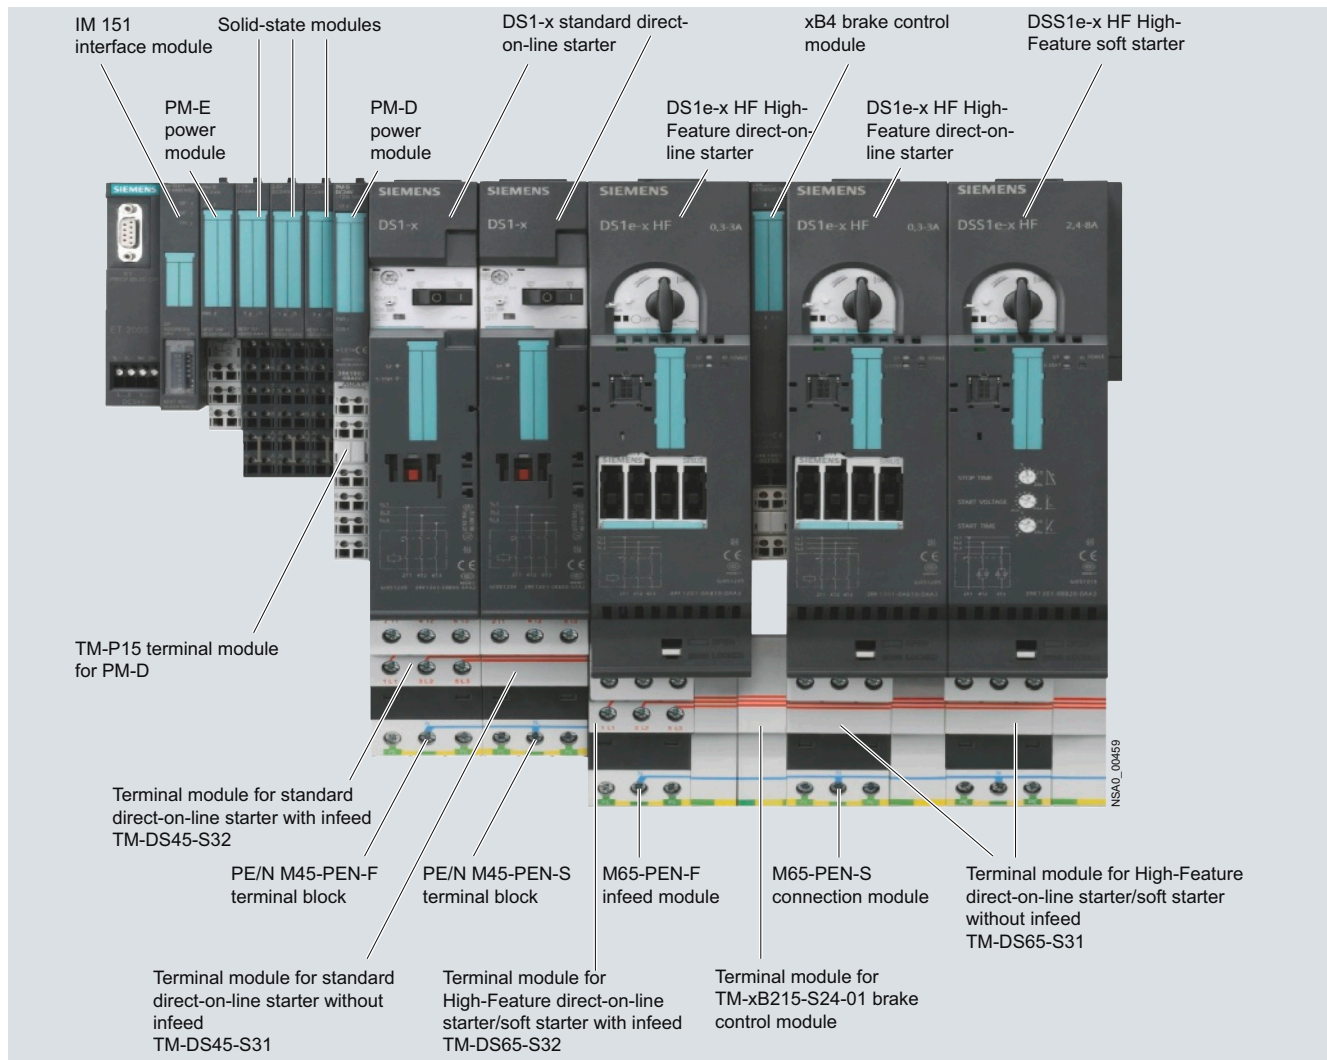 IM 151
interface module
Solid-state modules
DS1-x standard direct-
on-line starter
xB4 brake control
module
DSS1e-x HF High-
Feature soft starter
PM-E
power
module
PM-D
power
module
DS1e-x HF High-
Feature direct-on-
line starter
DS1e-x HF High-
Feature direct-on-
line starter
SIEMENS
SIEMENS
SIEMENS
SIEMENS
SIEMENS
SIEMENS
DS1-x
DS1-x
DS1e-x HF
0,3-3A
DS1e-x HF
0,3-3A
DSS1e-x HF
2,4-8A
SIEMENS
SIEMENS
STOP TIME
START VOLTAGE
START TIME
TM-P15 terminal module
for PM-D
1 L1
3 L2
5 L3
NSA0_00459
Terminal module for standard
direct-on-line starter with infeed
TM-DS45-S32
PE/N M45-PEN-F
terminal block
PE/N M45-PEN-S
terminal block
M65-PEN-F
infeed module
M65-PEN-S
connection module
Terminal module for High-Feature
direct-on-line starter/soft starter
without infeed
TM-DS65-S31
Terminal module for standard
direct-on-line starter without
infeed
TM-DS45-S31
Terminal module for
High-Feature direct-on-line
starter/soft starter with infeed
TM-DS65-S32
Terminal module for
TM-xB215-S24-01 brake
control module